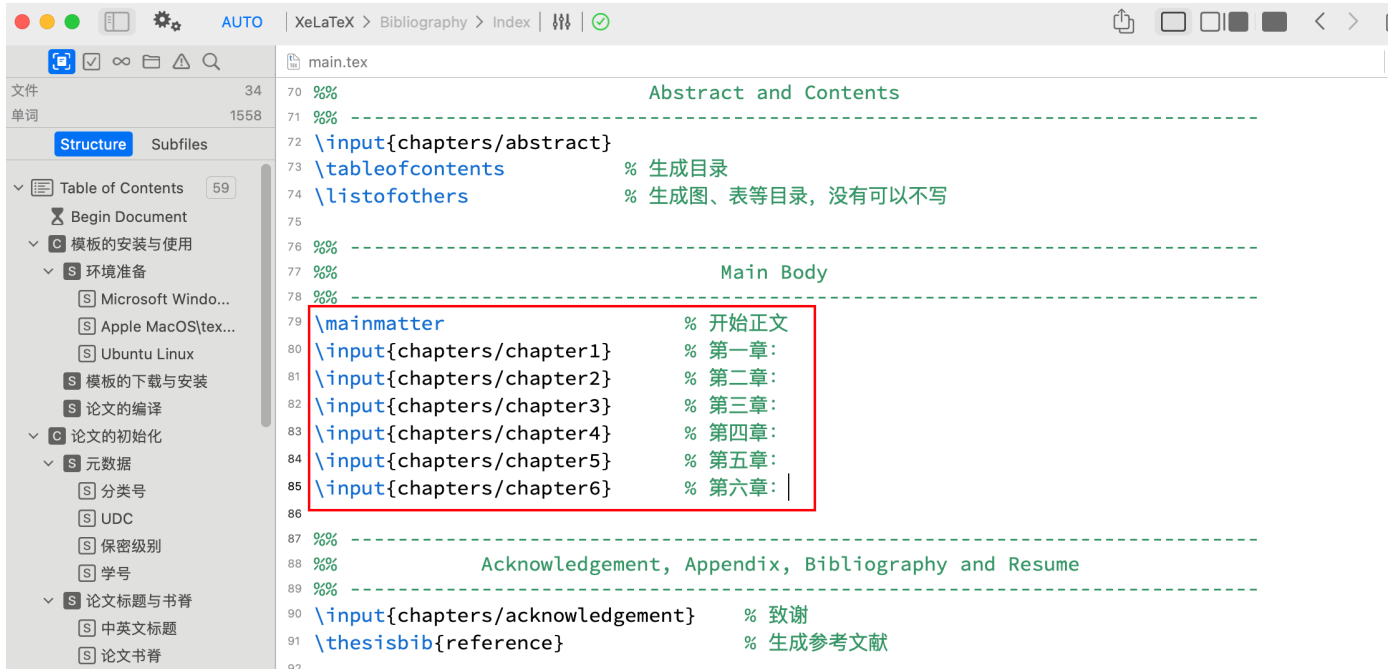 AUTO
XeLaTeX > Bibliography > Index
main.tex
文件 34
单词 1558
Structure Subfiles
Table of Contents 59
Begin Document
C 模板的安装与使用
S 环境准备
S Microsoft Windo...
S Apple MacOS\tex...
S Ubuntu Linux
S 模板的下载与安装
S 论文的编译
C 论文的初始化
S 元数据
S 分类号
S UDC
S 保密级别
S 学号
S 论文标题与书脊
S 中英文标题
S 论文书脊
70 %% Abstract and Contents
71 %% ------------------------------------------------------------------
72 \input{chapters/abstract}
73 \tableofcontents % 生成目录
74 \listofothers % 生成图、表等目录，没有可以不写
75
76 %% ------------------------------------------------------------------
77 %% Main Body
78 %% ------------------------------------------------------------------
79 \mainmatter % 开始正文
80 \input{chapters/chapter1} % 第一章：
81 \input{chapters/chapter2} % 第二章：
82 \input{chapters/chapter3} % 第三章：
83 \input{chapters/chapter4} % 第四章：
84 \input{chapters/chapter5} % 第五章：
85 \input{chapters/chapter6} % 第六章：
86
87 %% ------------------------------------------------------------------
88 %% Acknowledgement, Appendix, Bibliography and Resume
89 %% ------------------------------------------------------------------
90 \input{chapters/acknowledgement} % 致谢
91 \thesisbib{reference} % 生成参考文献
92